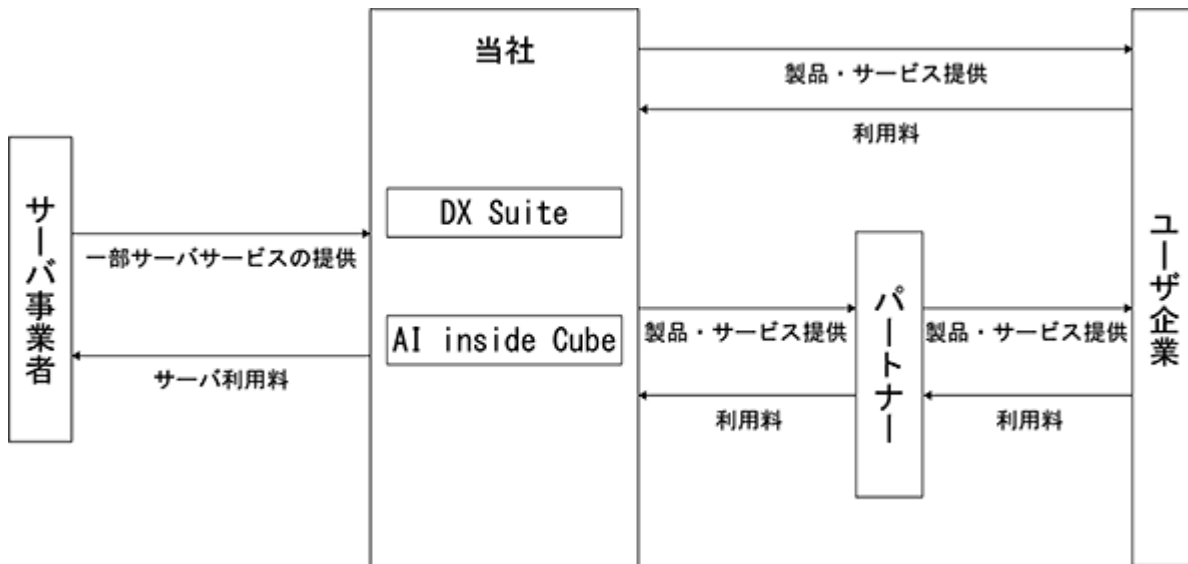 当社
製品・サービス提供
利用料
サーバ事業者
DX Suite
一部サーバサービスの提供
AI inside Cube
サーバ利用料
製品・サービス提供
利用料
パートナー
製品・サービス提供
利用料
ユーザ企業